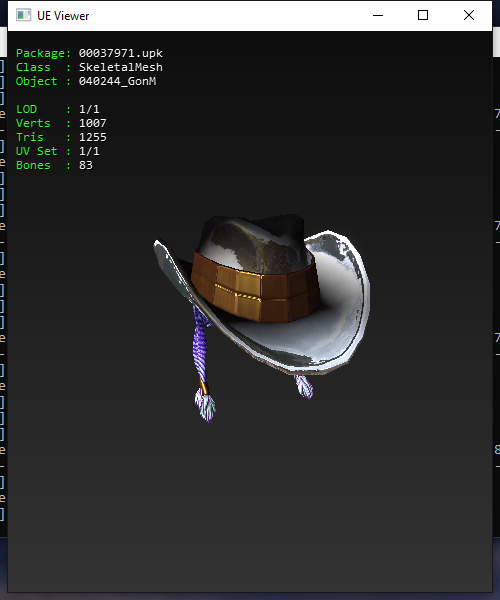 UE Viewer
Package: 00037971.upk
Class  : SkeletalMesh
Object : 040244_GonM
LOD    : 1/1
Verts  : 1007
Tris   : 1255
UV Set : 1/1
Bones  : 83